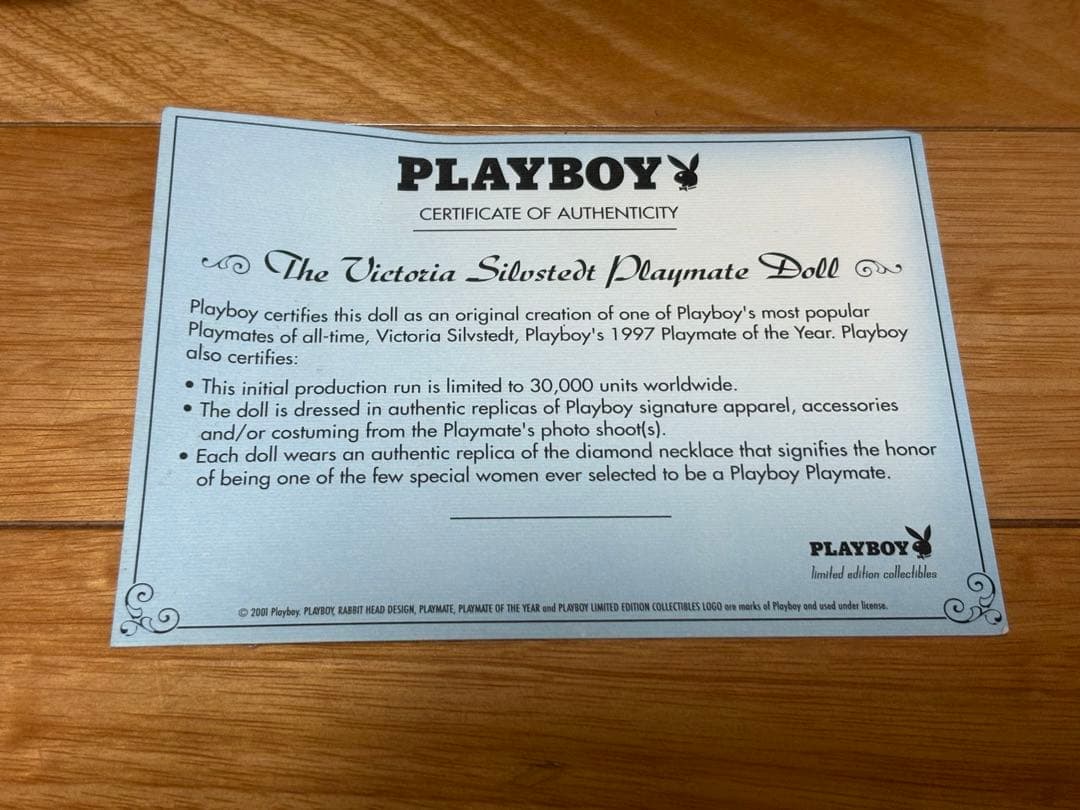 PLAYBOY
CERTIFICATE OF AUTHENTICITY
The Victoria Silvstedt Playmate Doll
Playboy certifies this doll as an original creation of one of Playboy's most popular
Playmates of all-time, Victoria Silvstedt, Playboy's 1997 Playmate of the Year. Playboy
also certifies:
• This initial production run is limited to 30,000 units worldwide.
• The doll is dressed in authentic replicas of Playboy signature apparel, accessories
and/or costuming from the Playmate's photo shoot(s).
• Each doll wears an authentic replica of the diamond necklace that signifies the honor
of being one of the few special women ever selected to be a Playboy Playmate.
PLAYBOY
limited edition collectibles
© 2001 Playboy. PLAYBOY, RABBIT HEAD DESIGN, PLAYMATE, PLAYMATE OF THE YEAR and PLAYBOY LIMITED EDITION COLLECTIBLES LOGO are marks of Playboy and used under license.